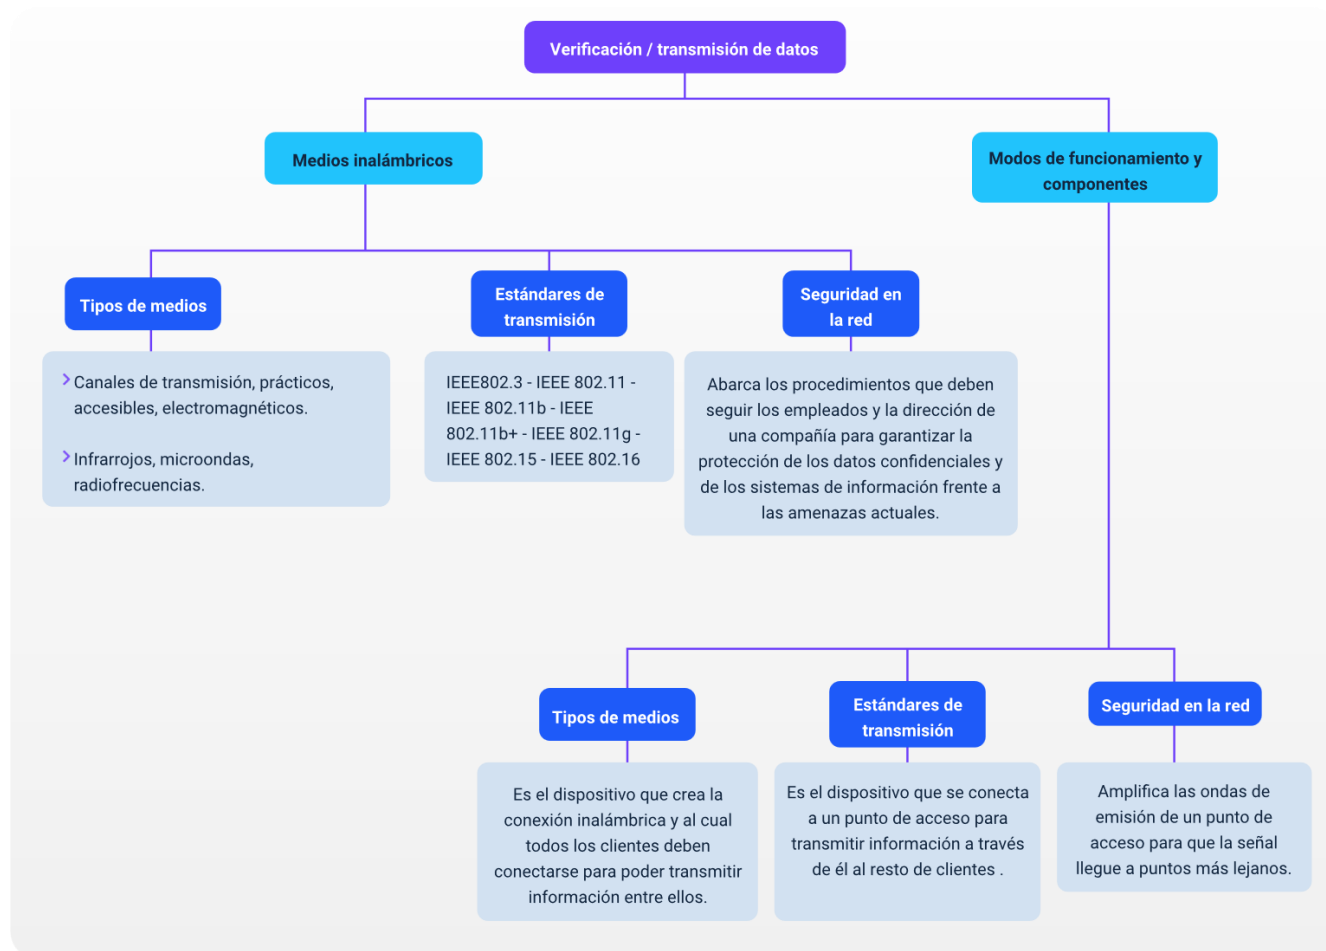 Verificación / transmisión de datos
Medios inalámbricos
Modos de funcionamiento y
componentes
Tipos de medios
Estándares de
transmisión
Seguridad en
la red
Canales de transmisión, prácticos,
accesibles, electromagnéticos.
Infrarrojos, microondas,
radiofrecuencias.
IEEE802.3 - IEEE 802.11 -
IEEE 802.11b - IEEE
802.11b+ - IEEE 802.11g -
IEEE 802.15 - IEEE 802.16
Abarca los procedimientos que deben
seguir los empleados y la dirección de
una compañía para garantizar la
protección de los datos confidenciales y
de los sistemas de información frente a
las amenazas actuales.
Tipos de medios
Estándares de
transmisión
Seguridad en la red
Es el dispositivo que crea la
conexión inalámbrica y al cual
todos los clientes deben
conectarse para poder transmitir
información entre ellos.
Es el dispositivo que se conecta
a un punto de acceso para
transmitir información a través
de él al resto de clientes .
Amplifica las ondas de
emisión de un punto de
acceso para que la señal
llegue a puntos más lejanos.